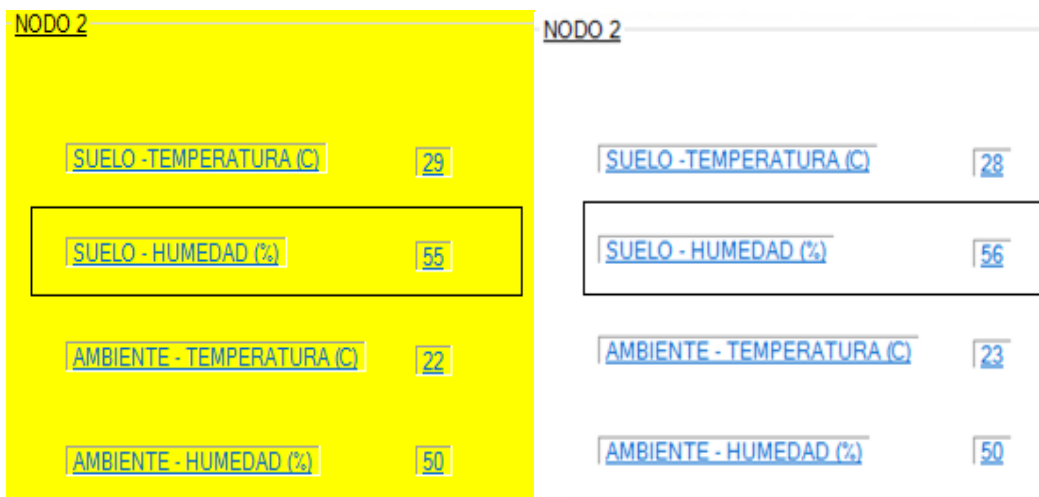 NODO 2
SUELO -TEMPERATURA (C) 29
SUELO - HUMEDAD (%) 55
AMBIENTE - TEMPERATURA (C) 22
AMBIENTE - HUMEDAD (%) 50
NODO 2
SUELO -TEMPERATURA (C) 28
SUELO - HUMEDAD (%) 56
AMBIENTE - TEMPERATURA (C) 23
AMBIENTE - HUMEDAD (%) 50